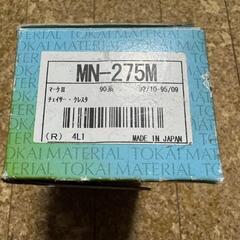 TOKAI MATERIAL TOKAI MATERIAL
MN-275M
マークⅡ 90系 92/10-95/09
チェイサー・クレスタ
(R) 4L1 MADE IN JAPAN
TOKAI MATERIAL TOKAI MATERIAL